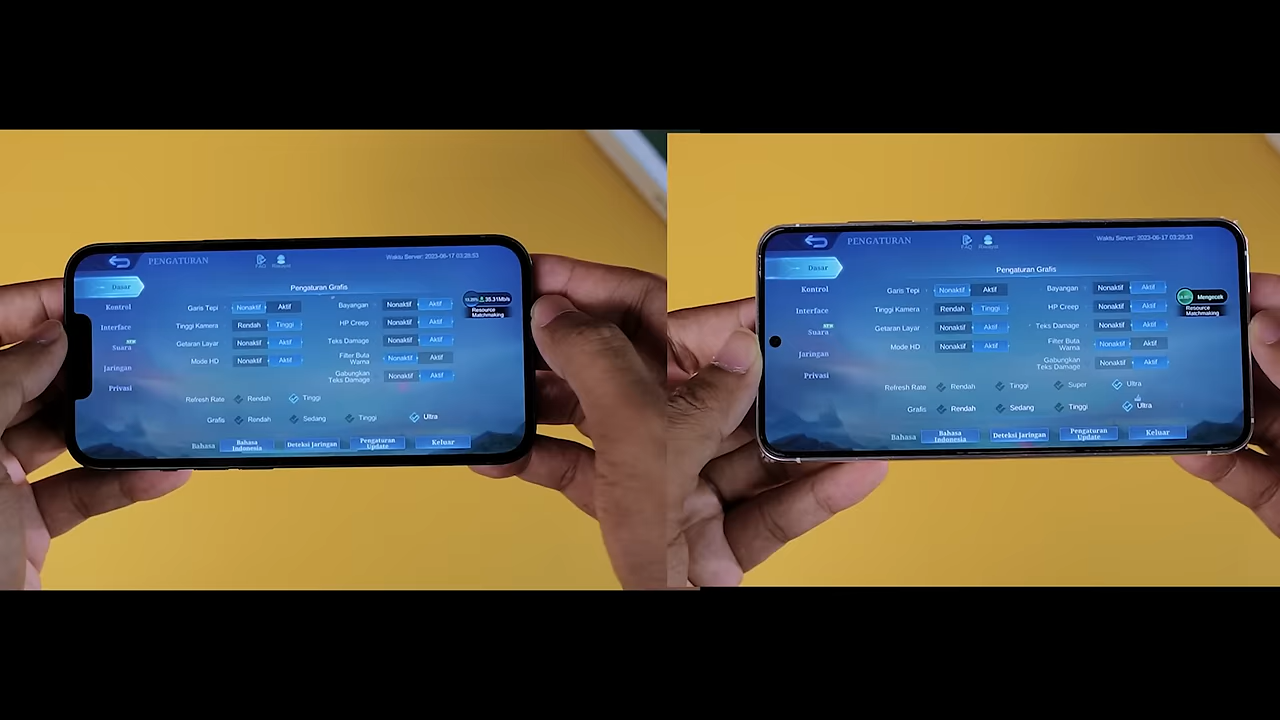 PENGATURAN
FAQ
Waktu Server: 2023-06-17 03:28:53
Dasar
Pengaturan Grafis
Kontrol
Interface
NEW
Suara
Jaringan
Privasi
Garis Tepi Nonaktif Aktif
Tinggi Kamera Rendah Tinggi
Getaran Layar Nonaktif Aktif
Mode HD Nonaktif Aktif
Bayangan Nonaktif Aktif
HP Creep Nonaktif Aktif
Teks Damage Nonaktif Aktif
Filter Buta
Warna Nonaktif Aktif
Gabungkan
Teks Damage Nonaktif Aktif
35.31Mb/s
Resource
Matchmaking
Refresh Rate Rendah Tinggi
Grafis Rendah Sedang Tinggi Ultra
Bahasa
Bahasa
Indonesia
Deteksi Jaringan
Pengaturan
Update
Keluar
PENGATURAN
FAQ
Waktu Server: 2023-06-17 03:29:33
Dasar
Pengaturan Grafis
Kontrol
Interface
NEW
Suara
Jaringan
Privasi
Garis Tepi Nonaktif Aktif
Tinggi Kamera Rendah Tinggi
Getaran Layar Nonaktif Aktif
Mode HD Nonaktif Aktif
Bayangan Nonaktif Aktif
HP Creep Nonaktif Aktif
Teks Damage Nonaktif Aktif
Filter Buta
Warna Nonaktif Aktif
Gabungkan
Teks Damage Nonaktif Aktif
Mengecek
Resource
Matchmaking
Refresh Rate Rendah Tinggi Super Ultra
Grafis Rendah Sedang Tinggi Ultra
Bahasa
Bahasa
Indonesia
Deteksi Jaringan
Pengaturan
Update
Keluar